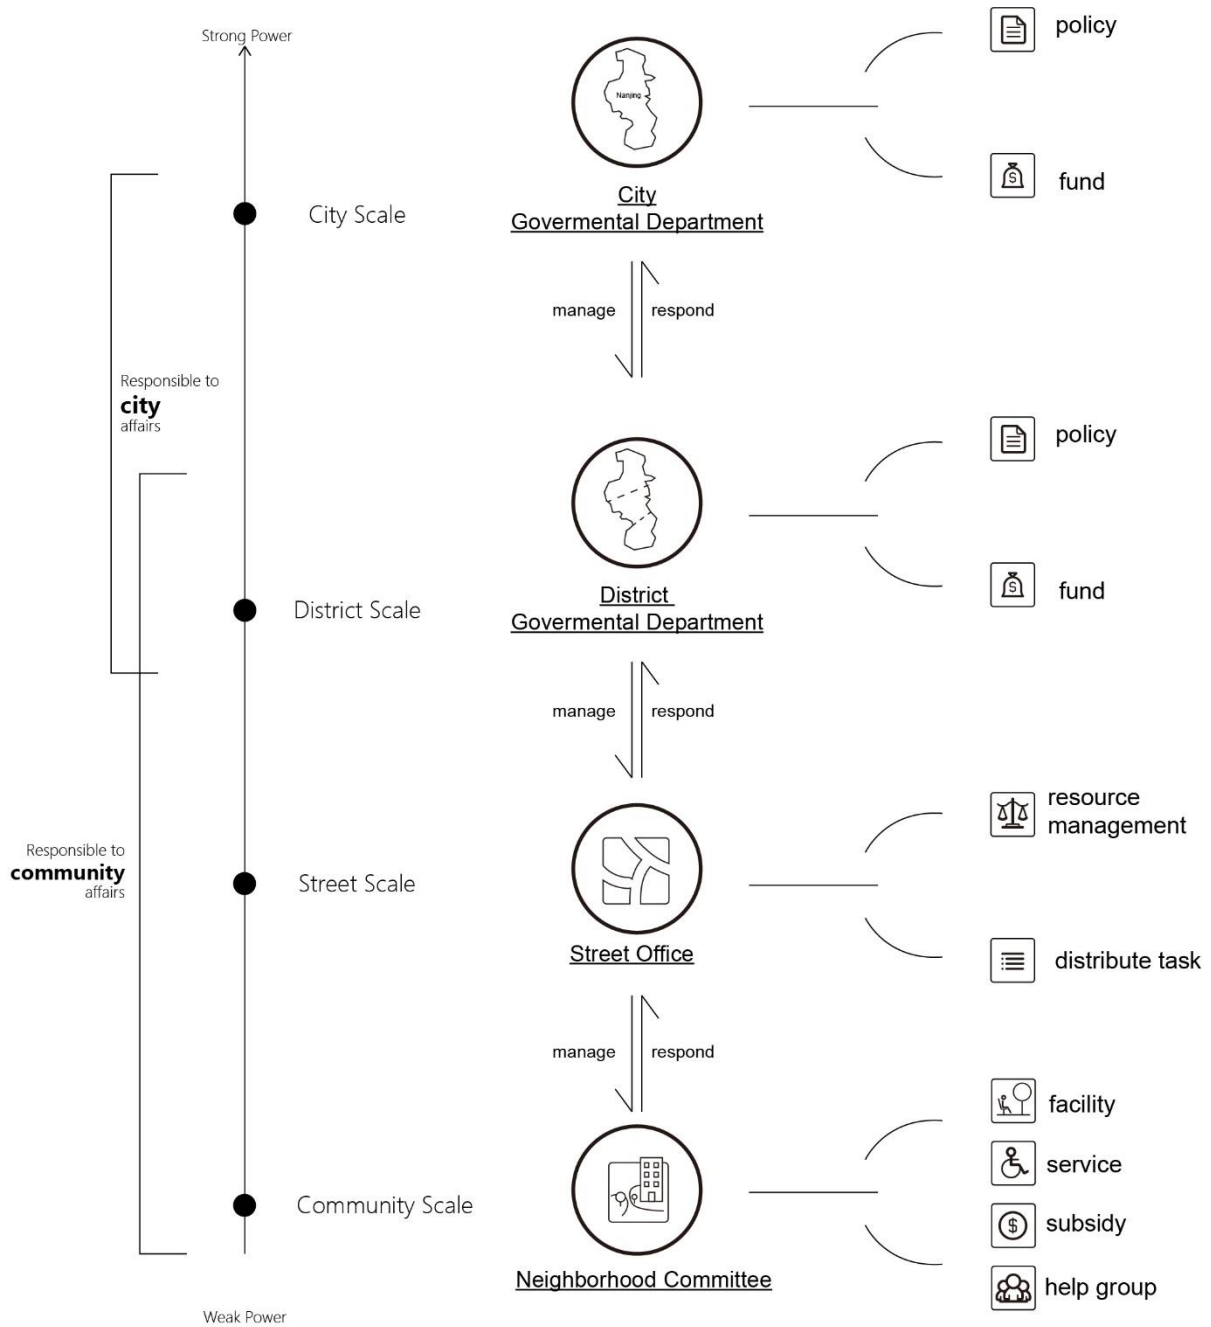 Strong Power
Nanjing
policy
fund
City
Govermental Department
City Scale
manage
respond
Responsible to
city
affairs
policy
fund
District
Govermental Department
District Scale
manage
respond
resource
management
distribute task
Responsible to
community
affairs
Street Scale
Street Office
manage
respond
facility
service
subsidy
help group
Community Scale
Neighborhood Committee
Weak Power